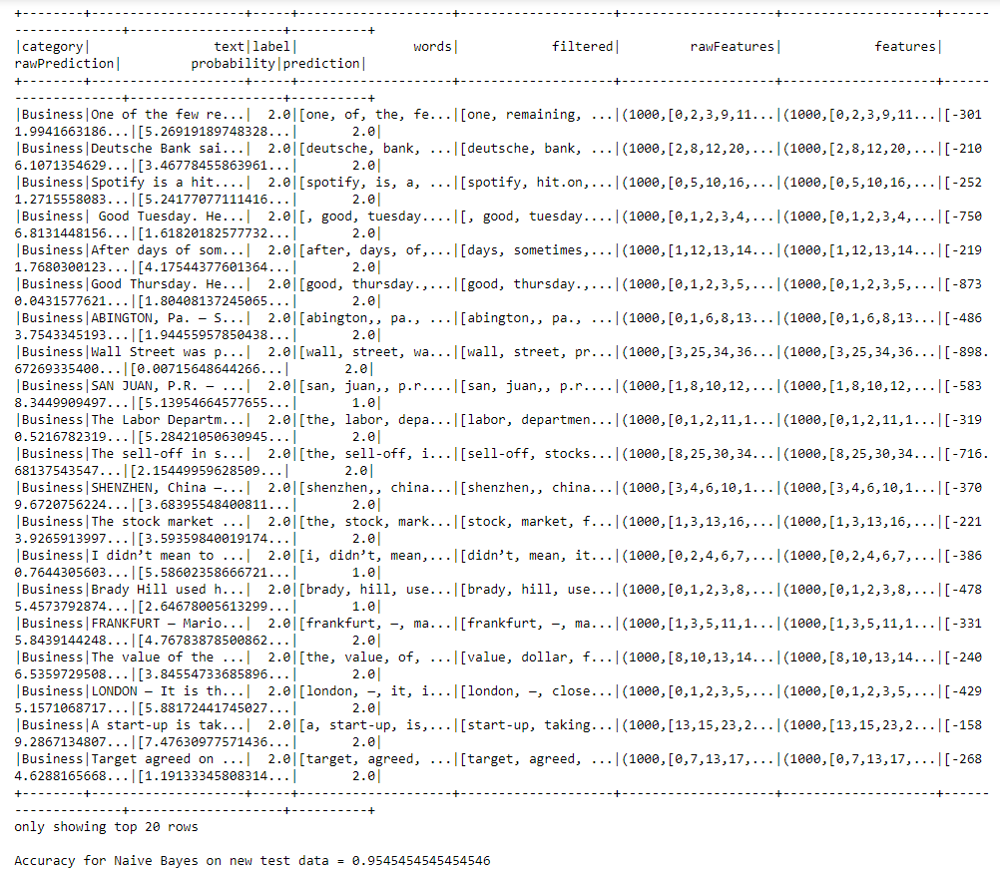 +--------+--------------------+-----+--------------------+--------------------+--------------------+--------------------+------
--------------+--------------------+----------+
|category|                text|label|               words|            filtered|         rawFeatures|            features|
rawPrediction|         probability|prediction|
+--------+--------------------+-----+--------------------+--------------------+--------------------+--------------------+------
--------------+--------------------+----------+
|Business|One of the few re...|  2.0|[one, of, the, fe...|[one, remaining, ...|(1000,[0,2,3,9,11...|(1000,[0,2,3,9,11...|[-301
1.9941663186...|[5.26919189748328...|       2.0|
|Business|Deutsche Bank sai...|  2.0|[deutsche, bank, ...|[deutsche, bank, ...|(1000,[2,8,12,20,...|(1000,[2,8,12,20,...|[-210
6.1071354629...|[3.46778455863961...|       2.0|
|Business|Spotify is a hit....|  2.0|[spotify, is, a, ...|[spotify, hit.on,...|(1000,[0,5,10,16,...|(1000,[0,5,10,16,...|[-252
1.2715558083...|[5.24177077111416...|       2.0|
|Business| Good Tuesday. He...|  2.0|[, good, tuesday....|[, good, tuesday....|(1000,[0,1,2,3,4,...|(1000,[0,1,2,3,4,...|[-750
6.8131448156...|[1.61820182577732...|       2.0|
|Business|After days of som...|  2.0|[after, days, of,...|[days, sometimes,...|(1000,[1,12,13,14...|(1000,[1,12,13,14...|[-219
1.7680300123...|[4.17544377601364...|       2.0|
|Business|Good Thursday. He...|  2.0|[good, thursday.,...|[good, thursday.,...|(1000,[0,1,2,3,5,...|(1000,[0,1,2,3,5,...|[-873
0.0431577621...|[1.80408137245065...|       2.0|
|Business|ABINGTON, Pa. — S...|  2.0|[abington,, pa., ...|[abington,, pa., ...|(1000,[0,1,6,8,13...|(1000,[0,1,6,8,13...|[-486
3.7543345193...|[1.94455957850438...|       2.0|
|Business|Wall Street was p...|  2.0|[wall, street, wa...|[wall, street, pr...|(1000,[3,25,34,36...|(1000,[3,25,34,36...|[-898.
67269335400...|[0.00715648644266...|       2.0|
|Business|SAN JUAN, P.R. — ...|  2.0|[san, juan,, p.r....|[san, juan,, p.r....|(1000,[1,8,10,12,...|(1000,[1,8,10,12,...|[-583
8.3449909497...|[5.13954664577655...|       1.0|
|Business|The Labor Departm...|  2.0|[the, labor, depa...|[labor, departmen...|(1000,[0,1,2,11,1...|(1000,[0,1,2,11,1...|[-319
0.5216782319...|[5.28421050630945...|       2.0|
|Business|The sell-off in s...|  2.0|[the, sell-off, i...|[sell-off, stocks...|(1000,[8,25,30,34...|(1000,[8,25,30,34...|[-716.
68137543547...|[2.15449959628509...|       2.0|
|Business|SHENZHEN, China —...|  2.0|[shenzhen,, china...|[shenzhen,, china...|(1000,[3,4,6,10,1...|(1000,[3,4,6,10,1...|[-370
9.6720756224...|[3.68395548400811...|       2.0|
|Business|The stock market ...|  2.0|[the, stock, mark...|[stock, market, f...|(1000,[1,3,13,16,...|(1000,[1,3,13,16,...|[-221
3.9265913997...|[3.59359840019174...|       2.0|
|Business|I didn’t mean to ...|  2.0|[i, didn’t, mean,...|[didn’t, mean, it...|(1000,[0,2,4,6,7,...|(1000,[0,2,4,6,7,...|[-386
0.7644305603...|[5.58602358666721...|       1.0|
|Business|Brady Hill used h...|  2.0|[brady, hill, use...|[brady, hill, use...|(1000,[0,1,2,3,8,...|(1000,[0,1,2,3,8,...|[-478
5.4573792874...|[2.64678005613299...|       1.0|
|Business|FRANKFURT — Mario...|  2.0|[frankfurt, —, ma...|[frankfurt, —, ma...|(1000,[1,3,5,11,1...|(1000,[1,3,5,11,1...|[-331
5.8439144248...|[4.76783878500862...|       2.0|
|Business|The value of the ...|  2.0|[the, value, of, ...|[value, dollar, f...|(1000,[8,10,13,14...|(1000,[8,10,13,14...|[-240
6.5359729508...|[3.84554733685896...|       2.0|
|Business|LONDON — It is th...|  2.0|[london, —, it, i...|[london, —, close...|(1000,[0,1,2,3,5,...|(1000,[0,1,2,3,5,...|[-429
5.1571068717...|[5.88172441745027...|       2.0|
|Business|A start-up is tak...|  2.0|[a, start-up, is,...|[start-up, taking...|(1000,[13,15,23,2...|(1000,[13,15,23,2...|[-158
9.2867134807...|[7.47630977571436...|       2.0|
|Business|Target agreed on ...|  2.0|[target, agreed, ...|[target, agreed, ...|(1000,[0,7,13,17,...|(1000,[0,7,13,17,...|[-268
4.6288165668...|[1.19133345808314...|       2.0|
+--------+--------------------+-----+--------------------+--------------------+--------------------+--------------------+------
--------------+--------------------+----------+
only showing top 20 rows
Accuracy for Naive Bayes on new test data = 0.9545454545454546